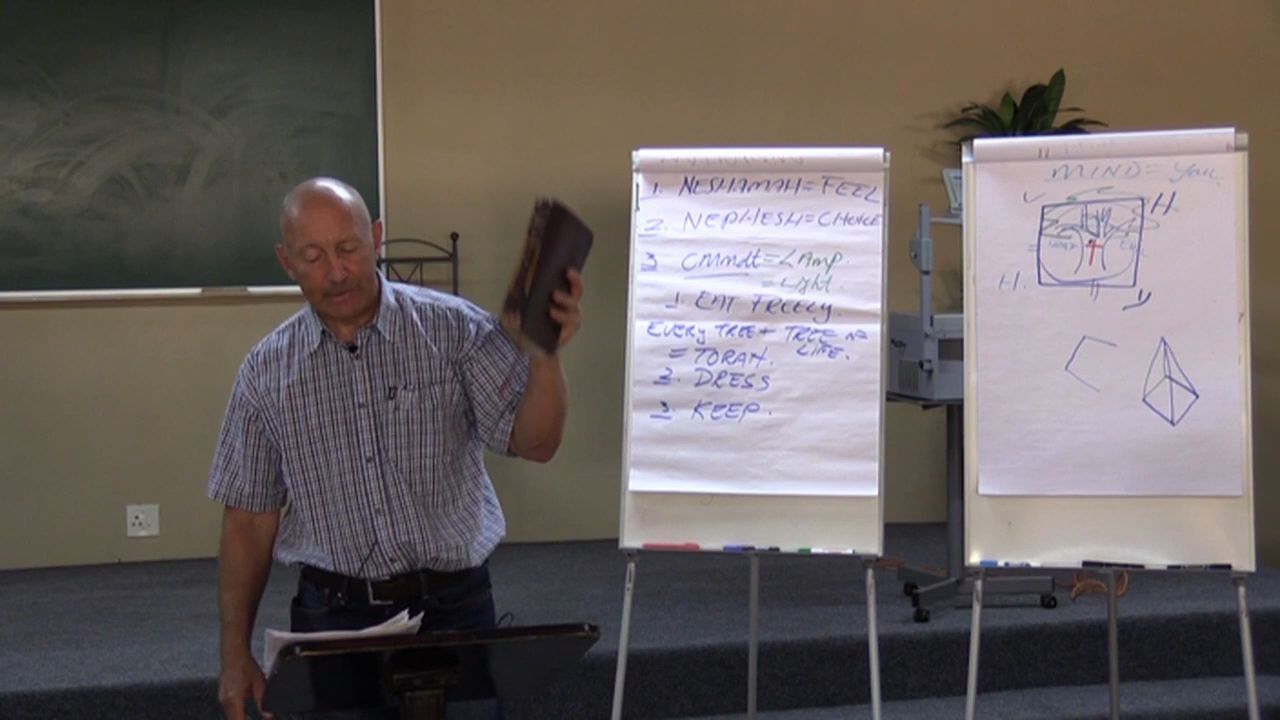 1. NESHAMAH = FEEL
2. NEPHESH = CHOICE
3 CMMdt = LAMP.
= Light.
1. EAT FREELY.
EVERY TREE + TREE OF
= TORAH. LIFE.
3. DRESS
3 KEEP.
MIND = You
H
H.